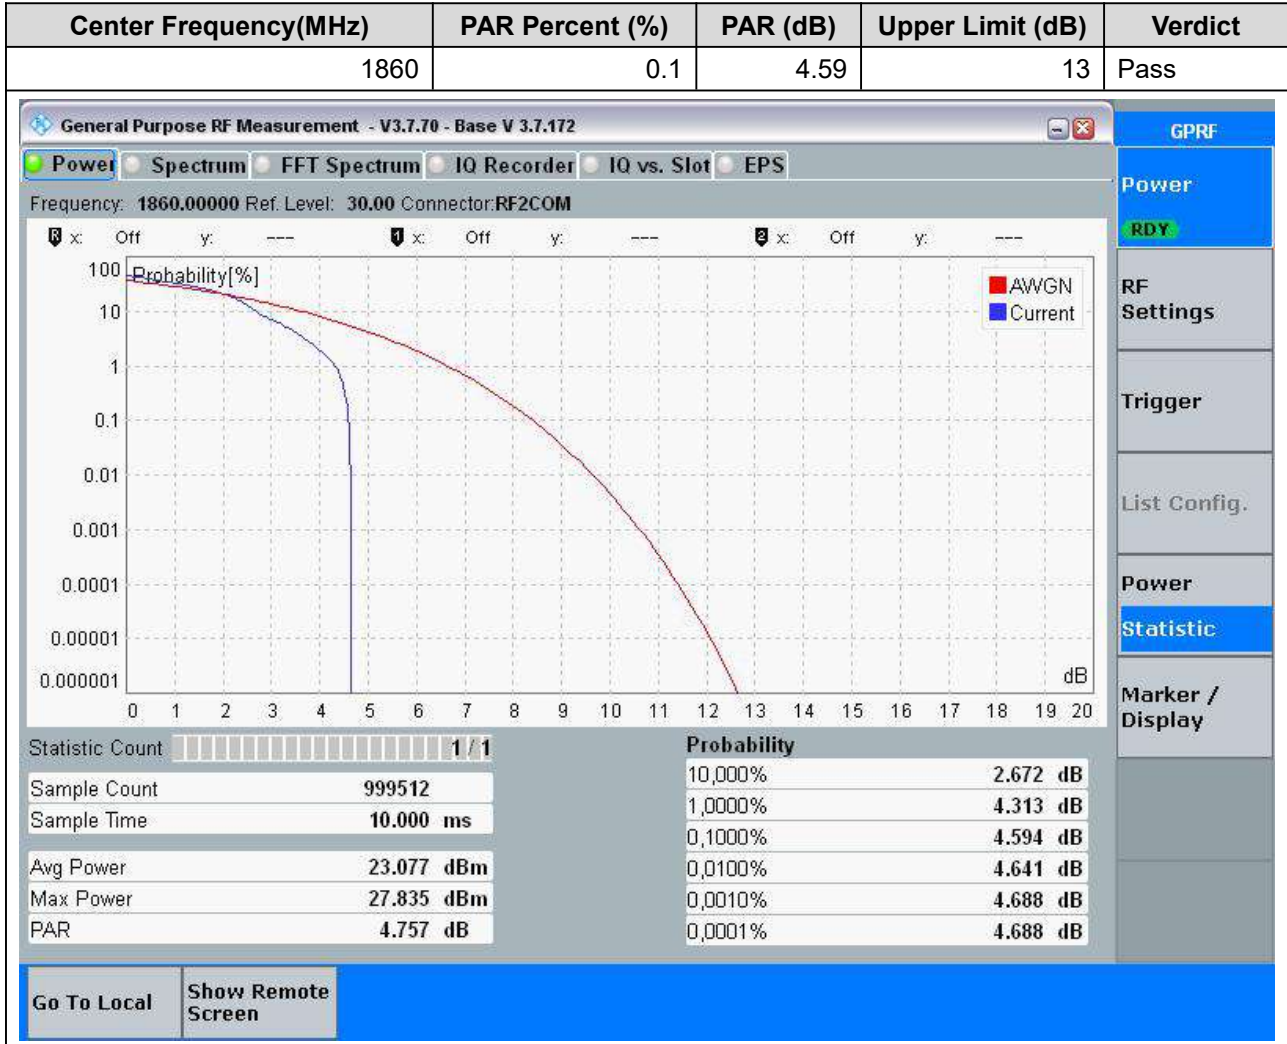 Center Frequency(MHz) PAR Percent (%) PAR (dB) Upper Limit (dB) Verdict
1860 0.1 4.59 13 Pass
General Purpose RF Measurement - V3.7.70 - Base V 3.7.172
GPRF
Power Spectrum FFT Spectrum IQ Recorder IQ vs. Slot EPS
Frequency: 1860.00000 Ref. Level: 30.00 Connector:RF2COM
R x: Off y: --- 1 x: Off y: --- 2 x: Off y: ---
Probability[%]
AWGN
Current
100
10
1
0.1
0.01
0.001
0.0001
0.00001
0.000001
dB
0 1 2 3 4 5 6 7 8 9 10 11 12 13 14 15 16 17 18 19 20
Statistic Count 1 / 1
Sample Count 999512
Sample Time 10.000 ms
Avg Power 23.077 dBm
Max Power 27.835 dBm
PAR 4.757 dB
Probability
10,000% 2.672 dB
1,0000% 4.313 dB
0,1000% 4.594 dB
0,0100% 4.641 dB
0,0010% 4.688 dB
0,0001% 4.688 dB
Power
RDY
RF
Settings
Trigger
List Config.
Power
Statistic
Marker /
Display
Go To Local
Show Remote
Screen